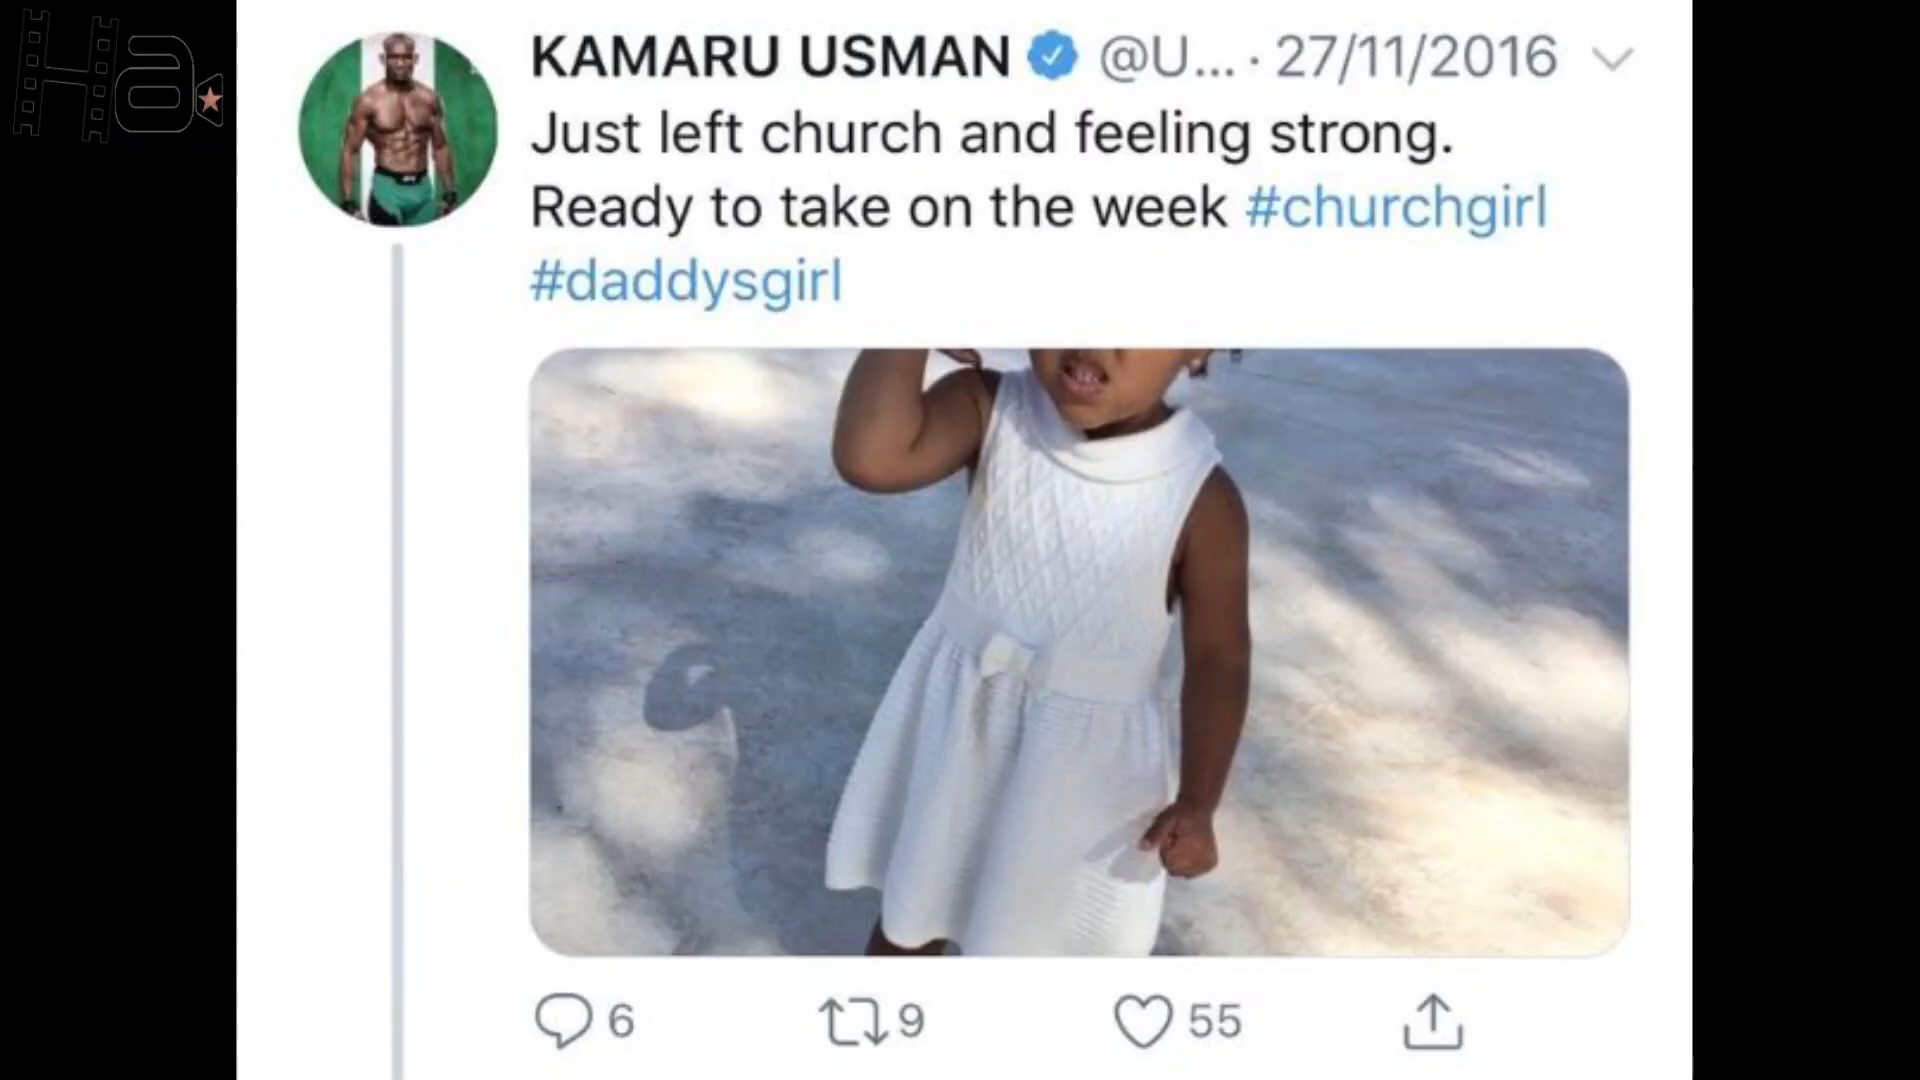 Ha
KAMARU USMAN @U... · 27/11/2016
Just left church and feeling strong.
Ready to take on the week #churchgirl
#daddysgirl
6 9 55